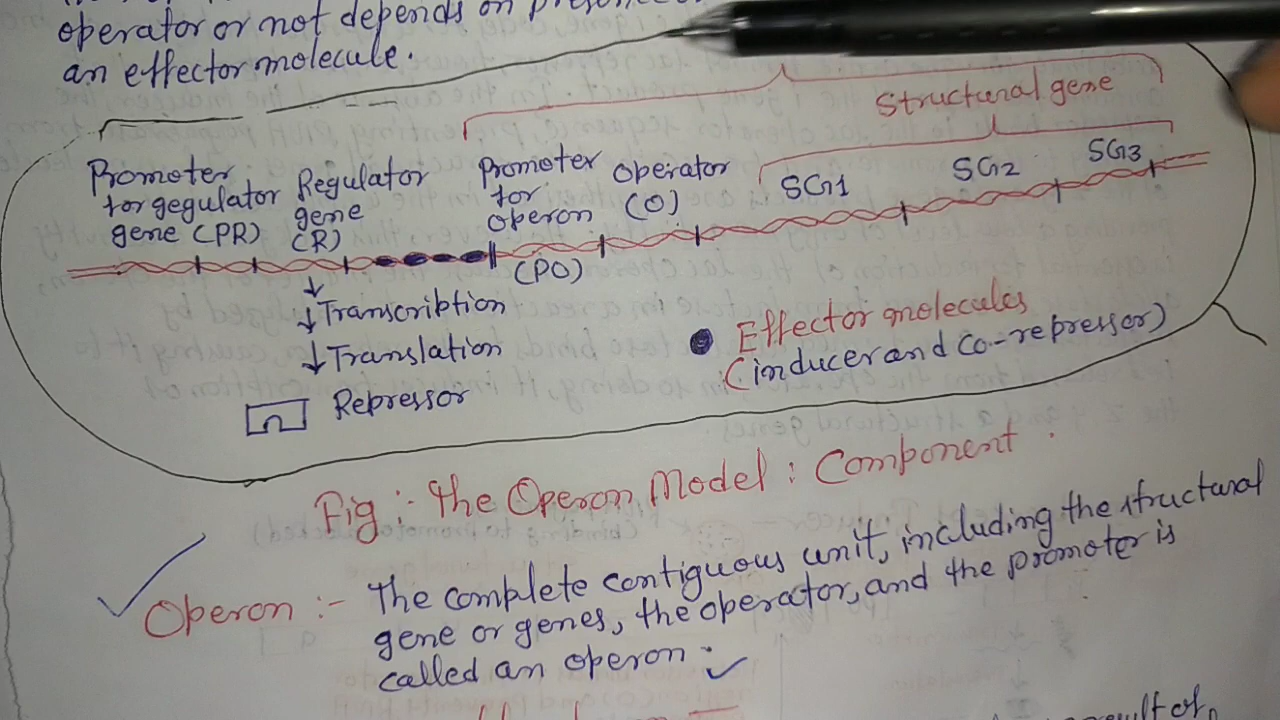 operator or not depends on
an effector molecule.
Structural gene
Promoter
for gegulator
gene (PR)
Regulator
gene
(R)
Promoter
for
operon
(PO)
operator
(O)
SG1
SG2
SG3
Transcription
Translation
Repressor
Effector molecules
(inducer and Co-repressor)
Fig :- The Operon Model : Component
Operon :- The complete contiguous unit, including the structural
gene or genes, the operator, and the promoter is
called an operon.